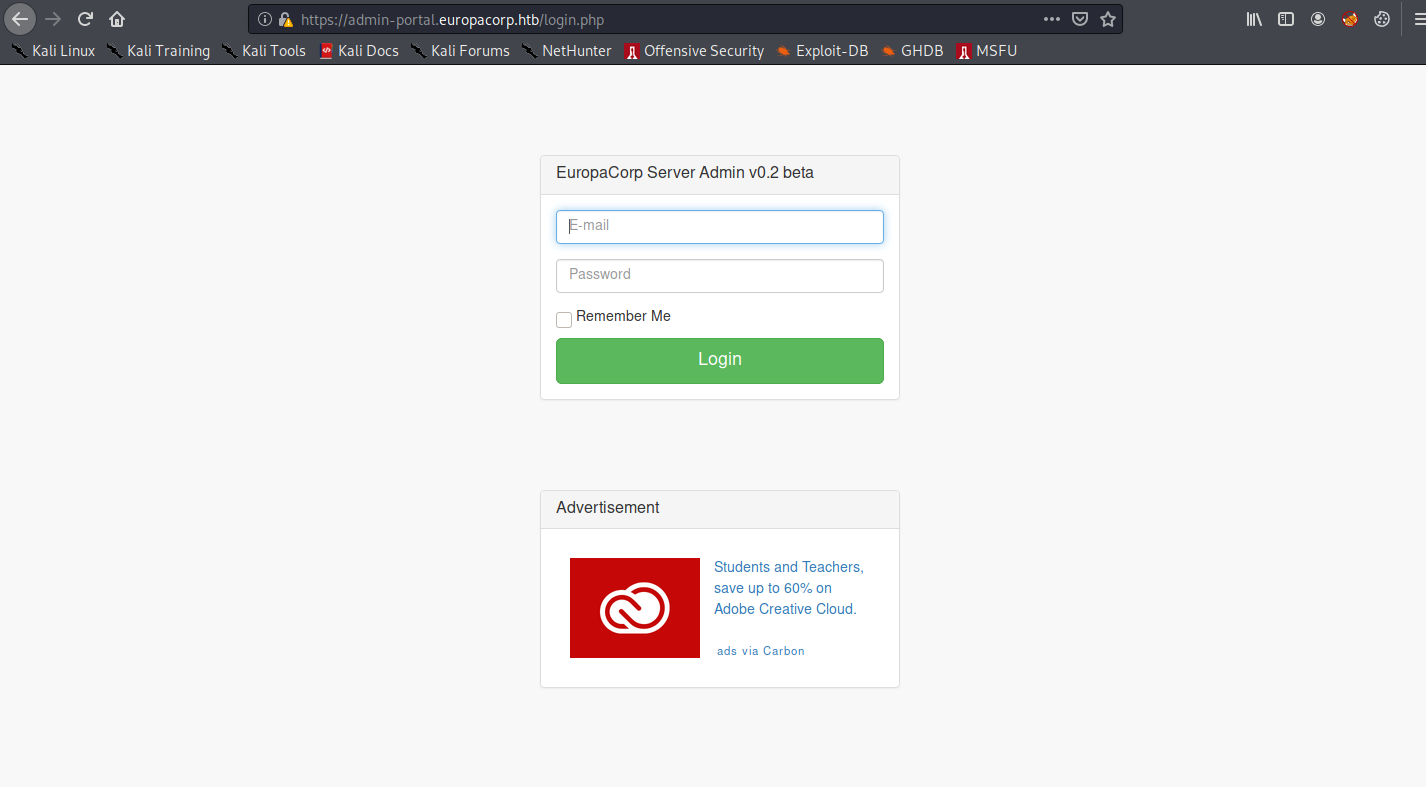 https://admin-portal.europacorp.htb/login.php
Kali Linux Kali Training Kali Tools Kali Docs Kali Forums NetHunter Offensive Security Exploit-DB GHDB MSFU
EuropaCorp Server Admin v0.2 beta
E-mail
Password
Remember Me
Login
Advertisement
Students and Teachers,
save up to 60% on
Adobe Creative Cloud.
ads via Carbon